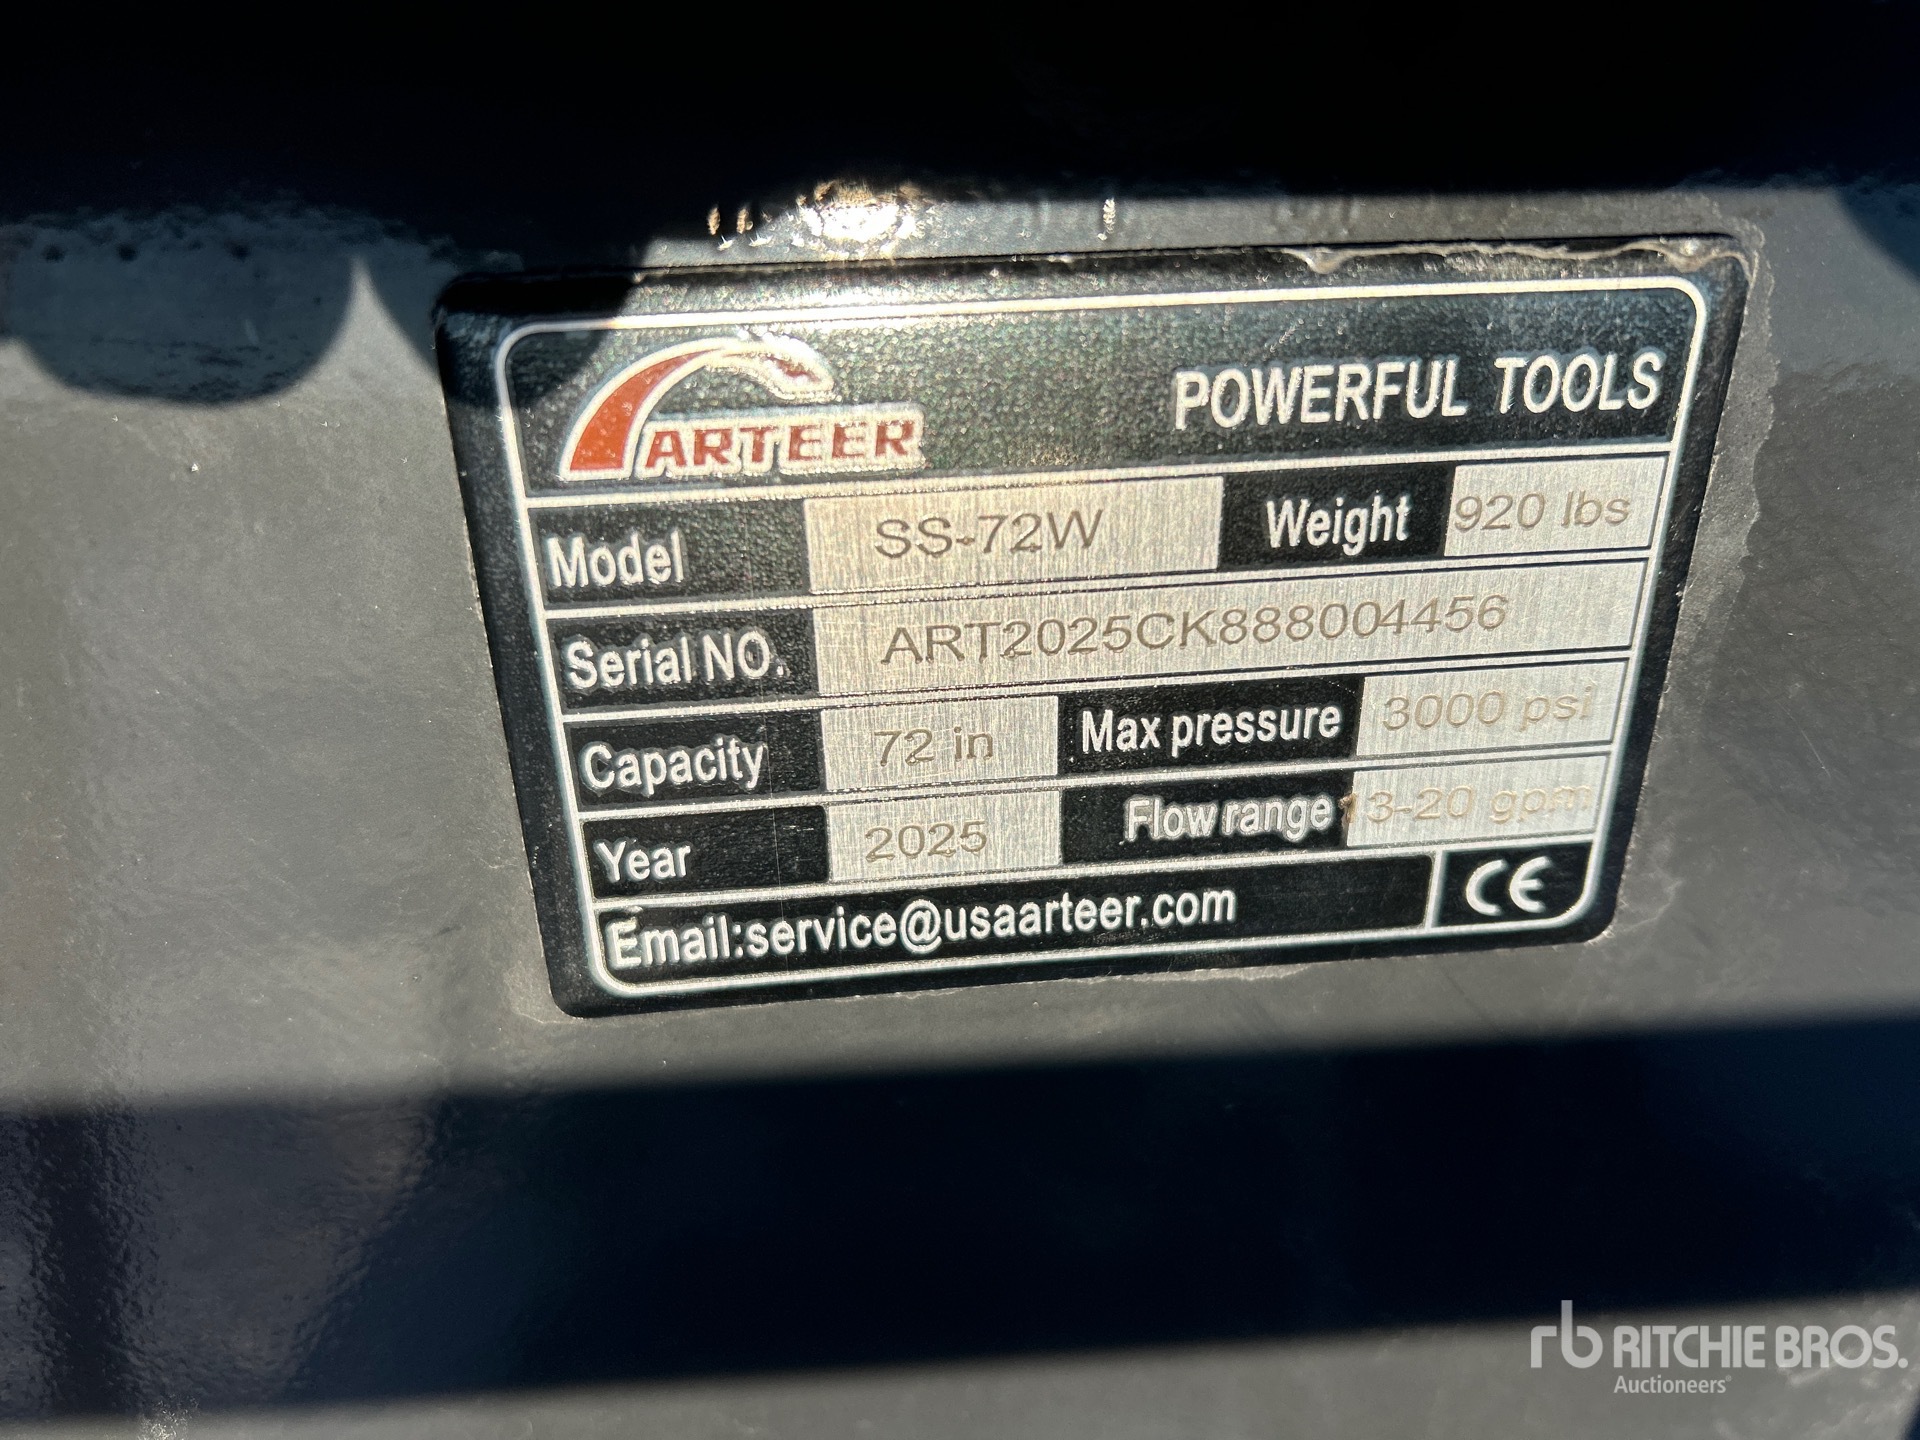 ARTEER POWERFUL TOOLS
Model SS-72W Weight 920 lbs
Serial NO. ART2025CK888004456
Capacity 72 in Max pressure 3000 psi
Year 2025 Flow range 13-20 gpm
Email:service@usaarteer.com CE
rb RITCHIE BROS.
Auctioneers